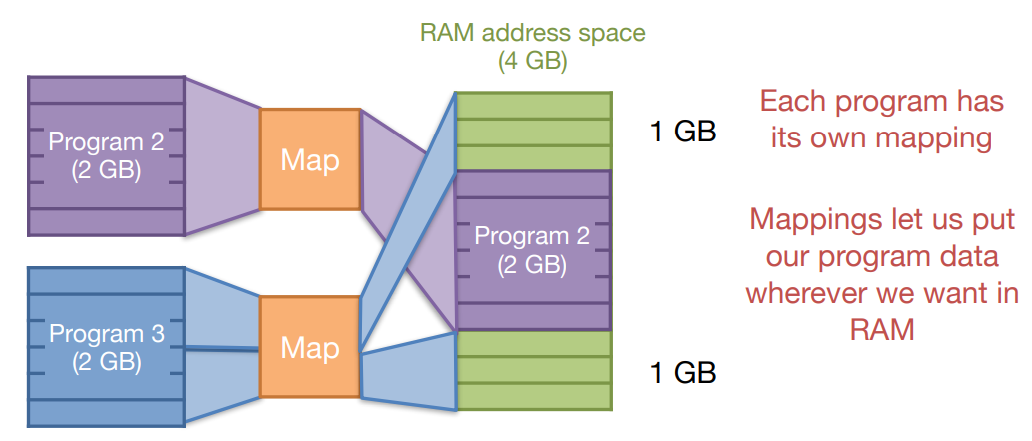 RAM address space
(4 GB)
Program 2
(2 GB)
Map
1 GB
Each program has
its own mapping
Program 2
(2 GB)
Mappings let us put
our program data
wherever we want in
RAM
Program 3
(2 GB)
Map
1 GB